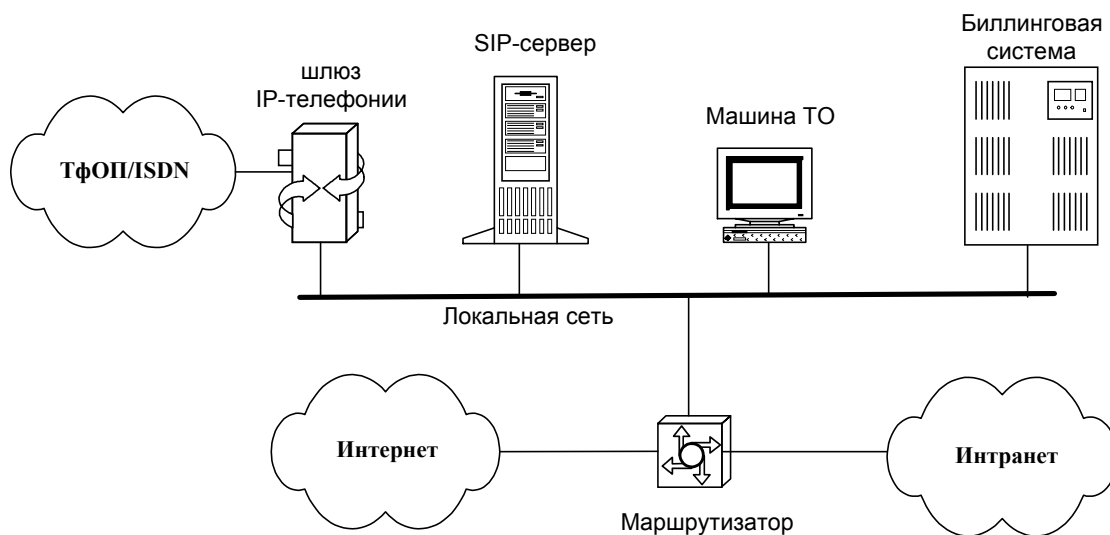 SIP-сервер
Биллинговая
система
шлюз
IP-телефонии
Машина ТО
ТфОП/ISDN
Локальная сеть
Интернет
Интранет
Маршрутизатор